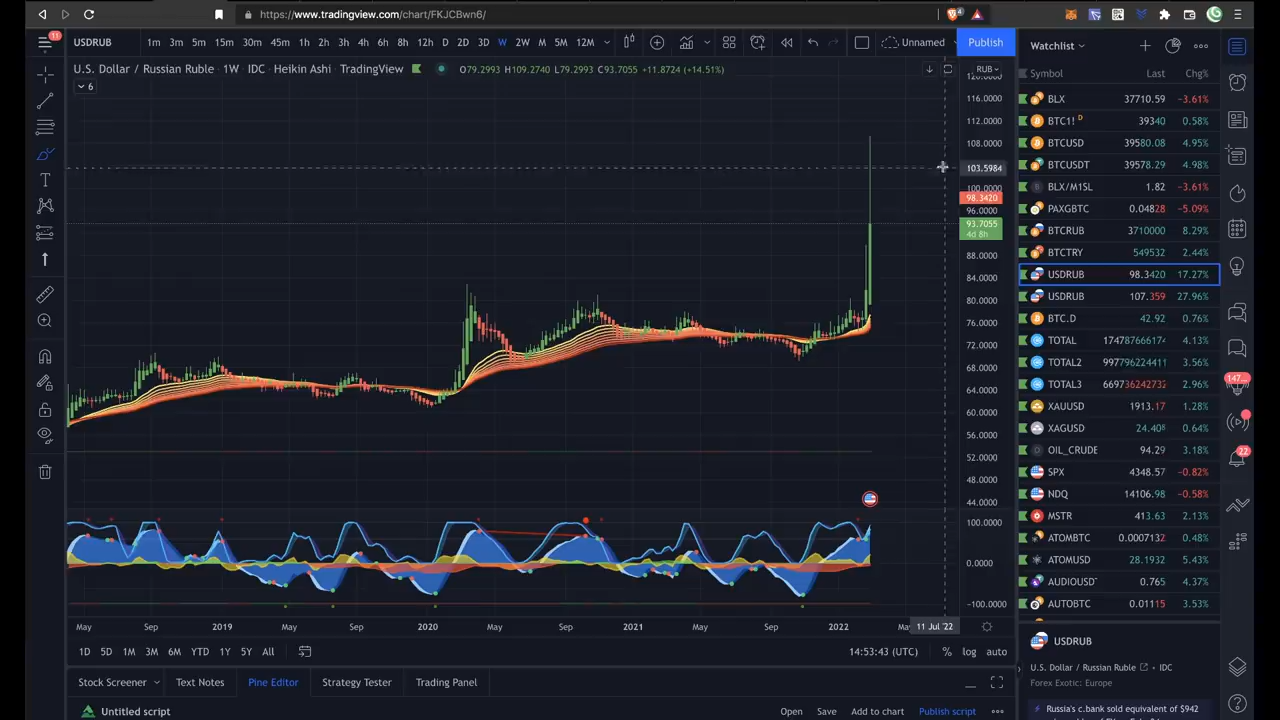 https://www.tradingview.com/chart/FKJCBwn6/
11
USDRUB 1m 3m 5m 15m 30m 45m 1h 2h 3h 4h 6h 8h 12h D 2D 3D W 2W M 5M 12M Unnamed Publish
U.S. Dollar / Russian Ruble · 1W · IDC · Heikin Ashi · TradingView O79.2993 H109.2740 L79.2993 C93.7055 +11.8724 (+14.51%)
6
RUB
120.0000
116.0000
112.0000
108.0000
103.5984
100.0000
98.3420
96.0000
93.7055
4d 8h
88.0000
84.0000
80.0000
76.0000
72.0000
68.0000
64.0000
60.0000
56.0000
52.0000
48.0000
44.0000
100.0000
0.0000
−100.0000
May Sep 2019 May Sep 2020 May Sep 2021 May Sep 2022 11 Jul '22
1D 5D 1M 3M 6M YTD 1Y 5Y All 14:53:43 (UTC) % log auto
Stock Screener Text Notes Pine Editor Strategy Tester Trading Panel
Untitled script Open Save Add to chart Publish script
Watchlist
Symbol Last Chg%
BLX 37710.59 −3.61%
BTC1! D 39340 0.58%
BTCUSD 39580.08 4.95%
BTCUSDT 39578.29 4.98%
BLX/M1SL 1.82 −3.61%
PAXGBTC 0.04828 −5.09%
BTCRUB 3710000 8.29%
BTCTRY 549532 2.44%
USDRUB 98.3420 17.27%
USDRUB 107.359 27.96%
BTC.D 42.92 0.76%
TOTAL 17478766174 4.13%
TOTAL2 997796224411 3.56%
TOTAL3 669736242732 2.96%
XAUUSD 1913.17 1.28%
XAGUSD 24.408 0.64%
OIL_CRUDE 94.29 3.18%
SPX 4348.57 −0.82%
NDQ 14106.98 −0.58%
MSTR 413.63 2.13%
ATOMBTC 0.0007132 0.48%
ATOMUSD 28.1932 5.43%
AUDIOUSD 0.765 4.37%
AUTOBTC 0.01115 3.53%
USDRUB
U.S. Dollar / Russian Ruble • IDC
Forex Exotic: Europe
Russia's c.bank sold equivalent of $942
147...
22